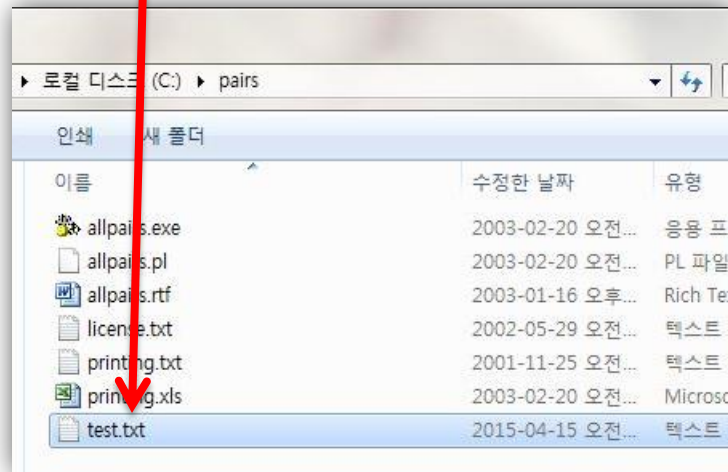 로컬 디스크 (C:) ▸ pairs
인쇄 새 폴더
이름 수정한 날짜 유형
allpairs.exe 2003-02-20 오전... 응용 프
allpairs.pl 2003-02-20 오전... PL 파일
allpairs.rtf 2003-01-16 오후... Rich Te
license.txt 2002-05-29 오전... 텍스트
printing.txt 2001-11-25 오전... 텍스트
printing.xls 2003-02-20 오전... Microso
test.txt 2015-04-15 오전... 텍스트